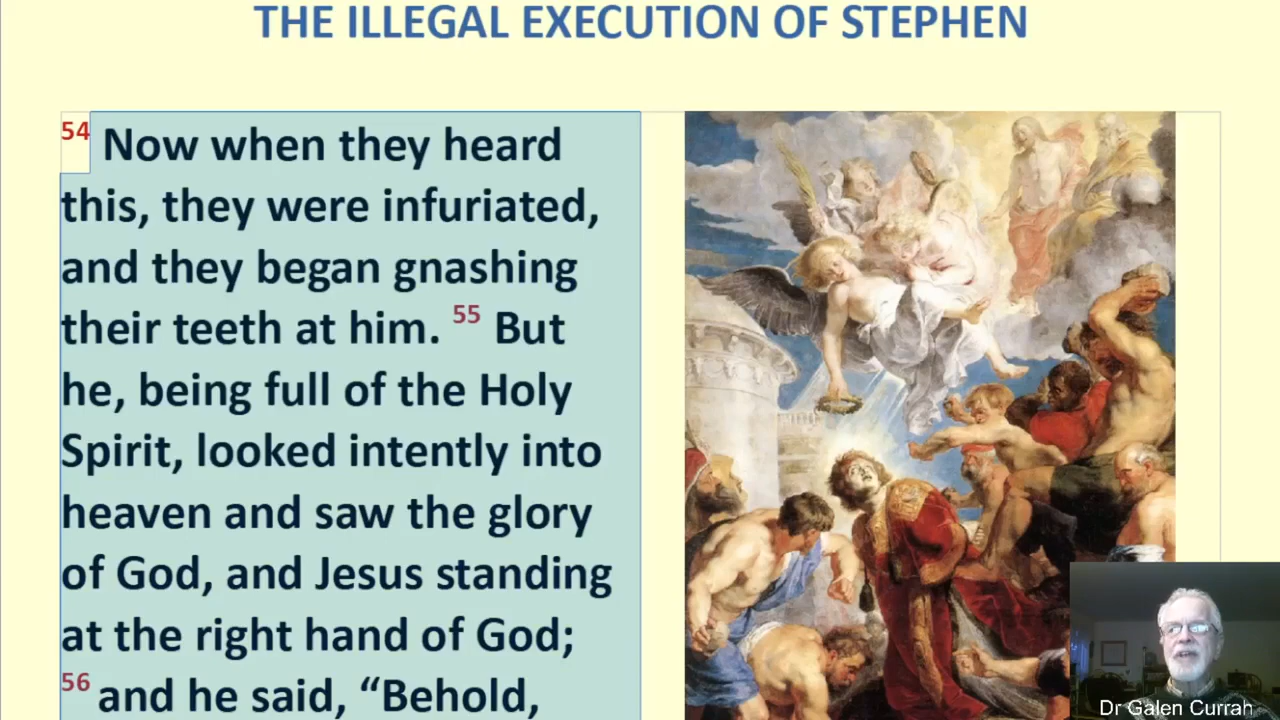 THE ILLEGAL EXECUTION OF STEPHEN
54 Now when they heard
this, they were infuriated,
and they began gnashing
their teeth at him. 55 But
he, being full of the Holy
Spirit, looked intently into
heaven and saw the glory
of God, and Jesus standing
at the right hand of God;
56 and he said, “Behold,
Dr Galen Currah